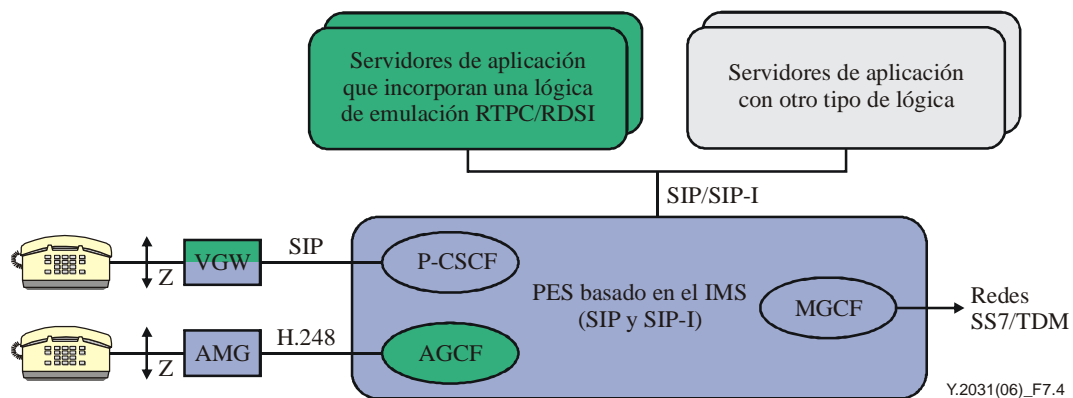 Servidores de aplicación
que incorporan una lógica
de emulación RTPC/RDSI
Servidores de aplicación
con otro tipo de lógica
SIP/SIP-I
Z
VGW
SIP
P-CSCF
PES basado en el IMS
(SIP y SIP-I)
MGCF
Redes
SS7/TDM
Z
AMG
H.248
AGCF
Y.2031(06)_F7.4